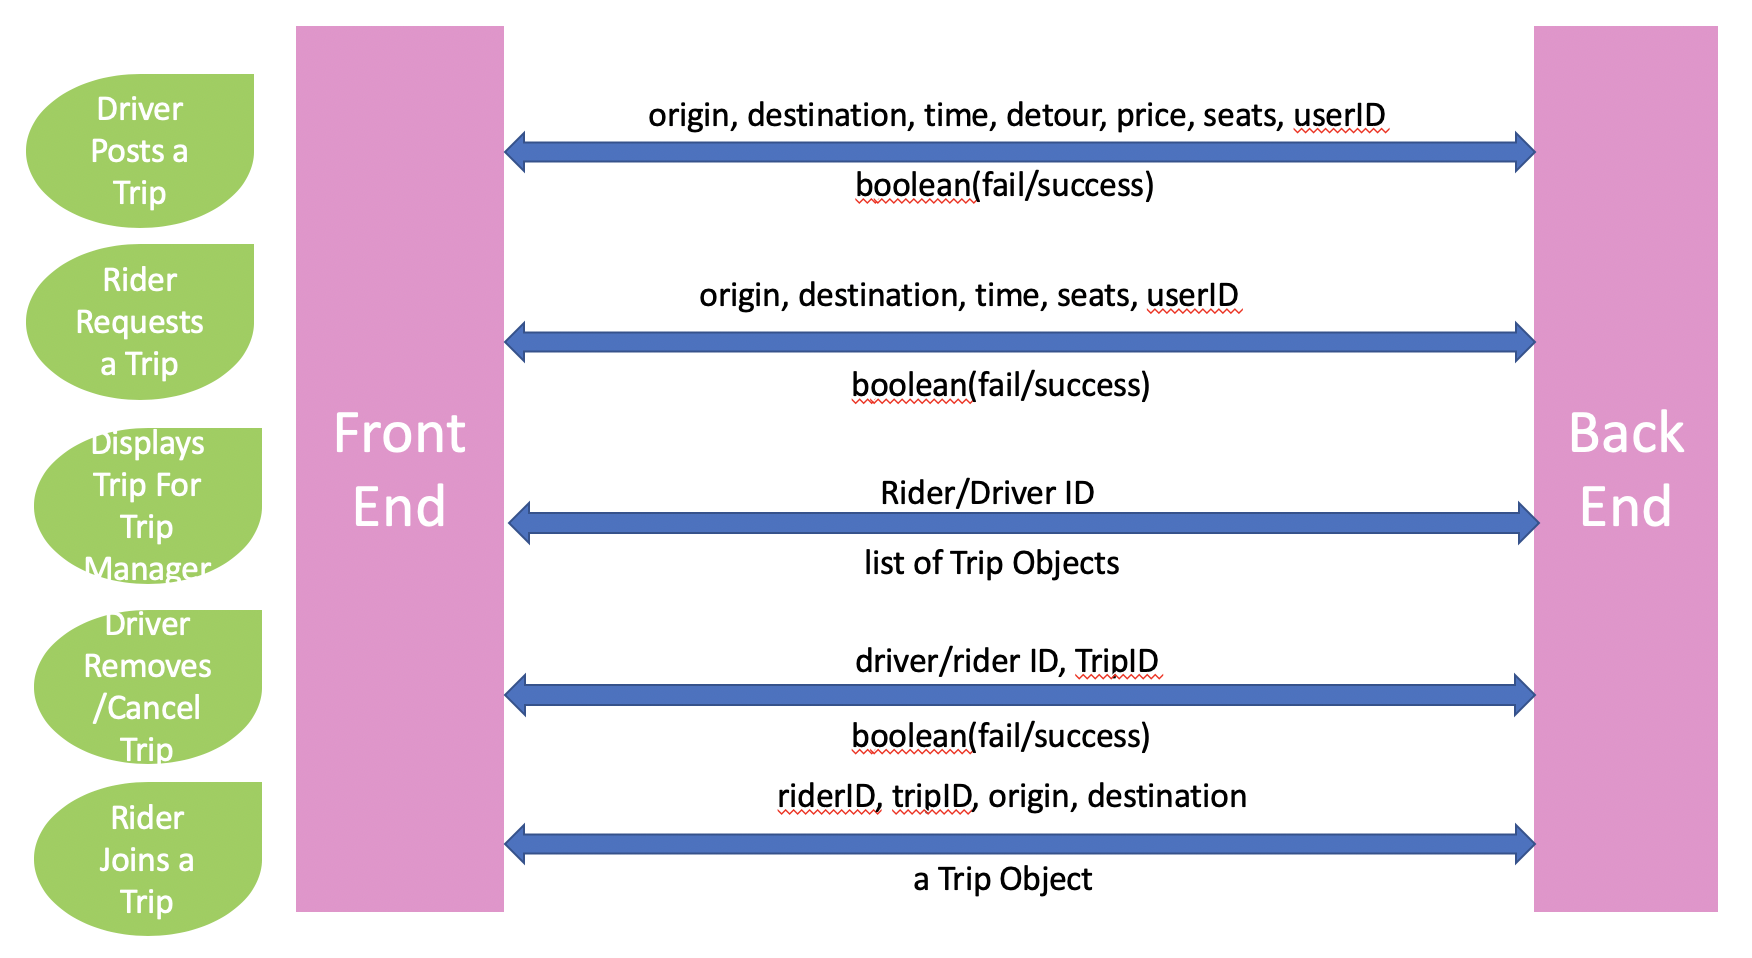 Driver
Posts a
Trip
origin, destination, time, detour, price, seats, userID
boolean(fail/success)
Rider
Requests
a Trip
origin, destination, time, seats, userID
boolean(fail/success)
Front
End
Back
End
Displays
Trip For
Trip
Manager
Rider/Driver ID
list of Trip Objects
Driver
Removes
/Cancel
Trip
driver/rider ID, TripID
boolean(fail/success)
Rider
Joins a
Trip
riderID, tripID, origin, destination
a Trip Object